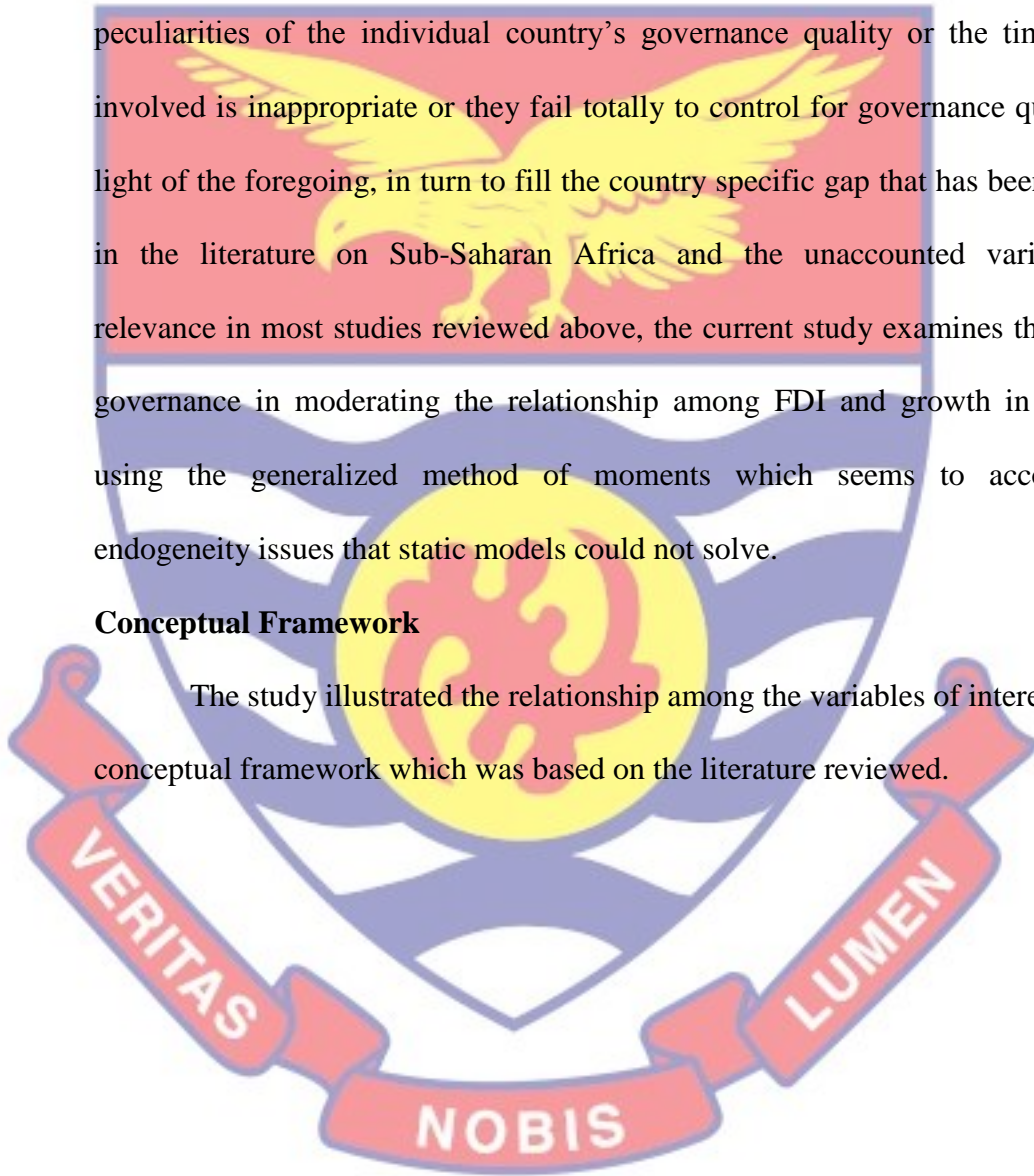 peculiarities of the individual country’s governance quality or the tin
involved is inappropriate or they fail totally to control for governance qu
light of the foregoing, in turn to fill the country specific gap that has been
in the literature on Sub-Saharan Africa and the unaccounted vari
relevance in most studies reviewed above, the current study examines th
governance in moderating the relationship among FDI and growth in
using the generalized method of moments which seems to acco
endogeneity issues that static models could not solve.
Conceptual Framework
The study illustrated the relationship among the variables of intere
conceptual framework which was based on the literature reviewed.
VERITAS
NOBIS
LUMEN